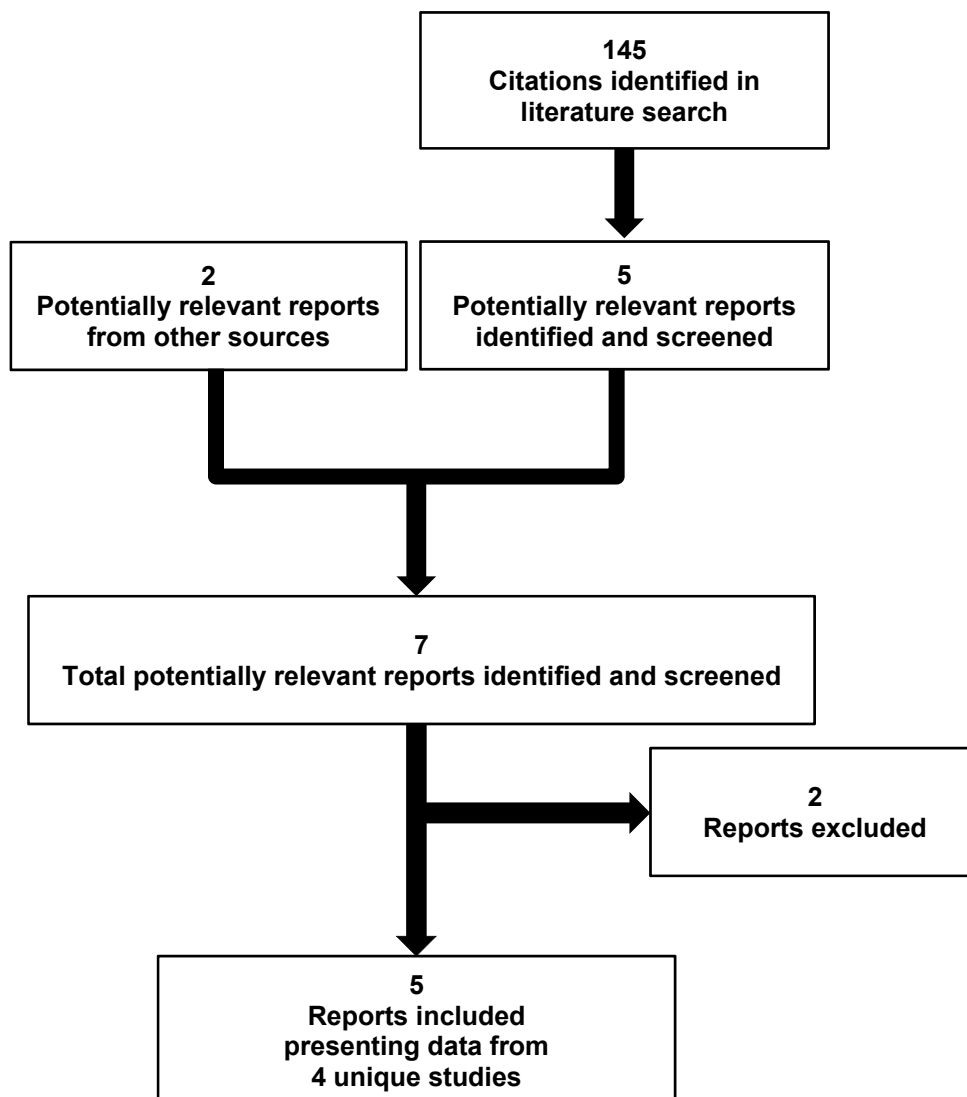 145
Citations identified in
literature search
2
Potentially relevant reports
from other sources
5
Potentially relevant reports
identified and screened
7
Total potentially relevant reports identified and screened
2
Reports excluded
5
Reports included
presenting data from
4 unique studies